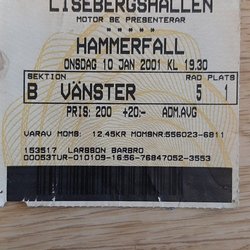 LISEBERGSHALLEN
MOTOR BE PRESENTERAR
* * * * *
HAMMERFALL
ONSDAG 10 JAN 2001 KL 19.30
SEKTION RAD PLATS
B VÄNSTER 5 1
PRIS: 200 +20:- ADM.AVG
VARAV MOMS: 12.45KR MOMSNR:556023-6811
153517 LARSSON BARBRO
00053TUR-010109-16:56-76847052-3553